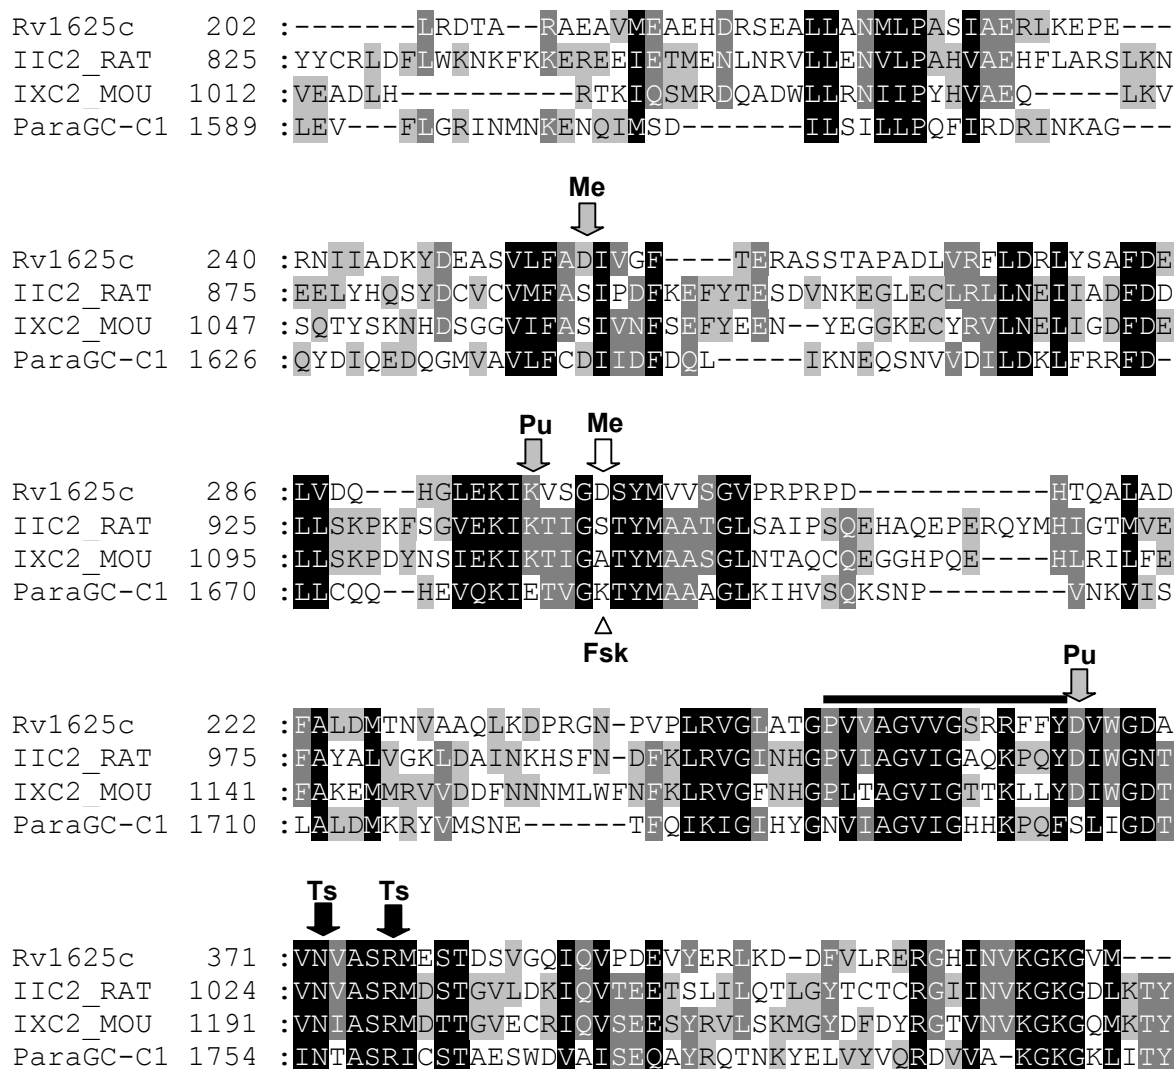 Rv1625c 202 :-------LRDTA--RAEAVMEAEHDRSEALLANMLPASIAERLKEPE---
IIC2_RAT 825 :YYCRLDFLWKNKFKKEREEIETMENLNRVLLENVLPAHVAEHFLARSLKN
IXC2_MOU 1012 :VEADLH----------RTKIQSMRDQADWLLRNIIPYHVAEQ-----LKV
ParaGC-C1 1589 :LEV---FLGRINMNKENQIMSD-------ILSILLPQFIRDRINKAG---
Me
Rv1625c 240 :RNIIADKYDEASVLFADIVGF----TERASSTAPADLVRFLDRLYSAFDE
IIC2_RAT 875 :EELYHQSYDCVCVMFASIPDFKEFYTESDVNKEGLECLRLLNEIIADFDD
IXC2_MOU 1047 :SQTYSKNHDSGGVIFASIVNFSEFYEEN--YEGGKECYRVLNELIGDFDE
ParaGC-C1 1626 :QYDIQEDQGMVAVLFCDIIDFDQL-----IKNEQSNVVDILDKLFRRFD-
Pu Me
Rv1625c 286 :LVDQ---HGLEKIKVSGDSYMVVSGVPRPRPD-----------HTQALAD
IIC2_RAT 925 :LLSKPKFSGVEKIKTIGSTYMAATGLSAIPSQEHAQEPERQYMHIGTMVE
IXC2_MOU 1095 :LLSKPDYNSIEKIKTIGATYMAASGLNTAQCQEGGHPQE----HLRILFE
ParaGC-C1 1670 :LLCQQ--HEVQKIETVGKTYMAAAGLKIHVSQKSNP--------VNKVIS
Fsk
Pu
Rv1625c 222 :FALDMTNVAAQLKDPRGN-PVPLRVGLATGPVVAGVVGSRRFFYDVWGDA
IIC2_RAT 975 :FAYALVGKLDAINKHSFN-DFKLRVGINHGPVIAGVIGAQKPQYDIWGNT
IXC2_MOU 1141 :FAKEMMRVVDDFNNNMLWFNFKLRVGFNHGPLTAGVIGTTKLLYDIWGDT
ParaGC-C1 1710 :LALDMKRYVMSNE------TFQIKIGIHYGNVIAGVIGHHKPQFSLIGDT
Ts Ts
Rv1625c 371 :VNVASRMESTDSVGQIQVPDEVYERLKD-DFVLRERGHINVKGKGVM---
IIC2_RAT 1024 :VNVASRMDSTGVLDKIQVTEETSLILQTLGYTCTCRGIINVKGKGDLKTY
IXC2_MOU 1191 :VNIASRMDTTGVECRIQVSEESYRVLSKMGYDFDYRGTVNVKGKGQMKTY
ParaGC-C1 1754 :INTASRICSTAESWDVAISEQAYRQTNKYELVYVQRDVVA-KGKGKLITY